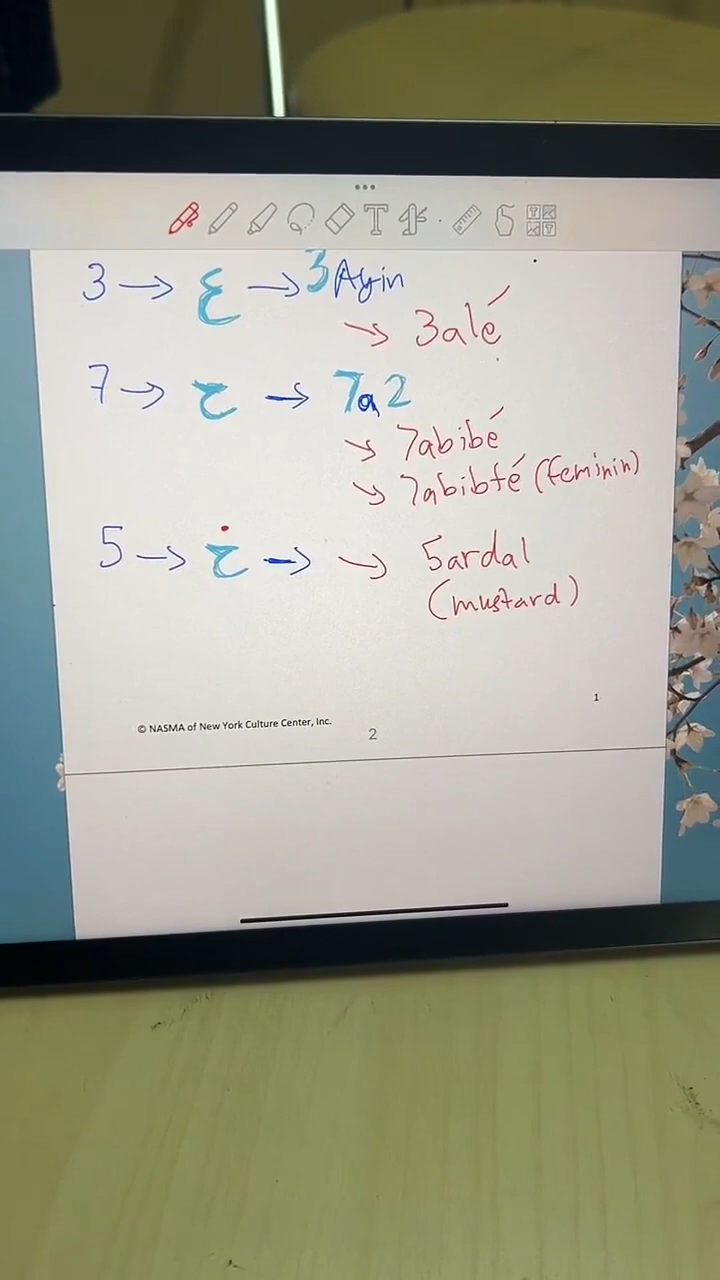 3 → ع → 3Ayin
→ 3alé
7 → ح → 7a2
→ 7abibé
→ 7abibté (feminin)
5 → خ → → 5ardal
(mustard)
1
© NASMA of New York Culture Center, Inc.
2